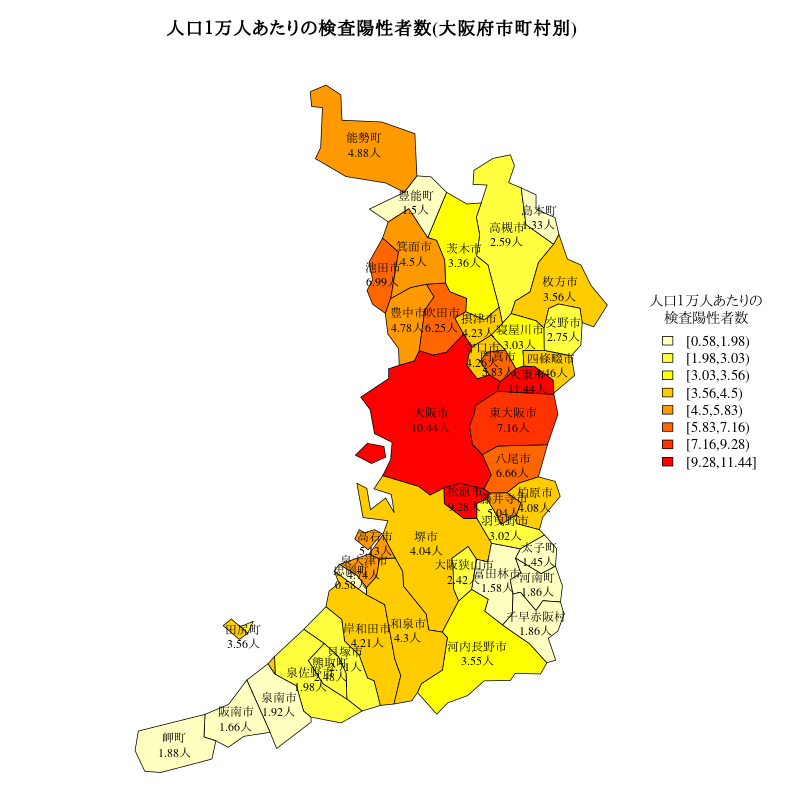 人口1万人あたりの検査陽性者数(大阪府市町村別)
能勢町
4.88人
豊能町
1.5人
島本町
1.33人
高槻市
2.59人
茨木市
3.36人
箕面市
4.5人
池田市
6.99人
枚方市
3.56人
豊中市
4.78人
吹田市
6.25人
摂津市
4.23人
寝屋川市
3.03人
交野市
2.75人
守口市
4.26人
門真市
5.83人
四條畷市
4.46人
大東市
11.44人
大阪市
10.44人
東大阪市
7.16人
八尾市
6.66人
松原市
9.28人
藤井寺市
5.04人
柏原市
4.08人
羽曳野市
3.02人
高石市
堺市
4.04人
太子町
1.45人
泉大津市
忠岡町
0.58人
大阪狭山市
2.42人
富田林市
1.58人
河南町
1.86人
千早赤阪村
1.86人
田尻町
3.56人
岸和田市
4.21人
和泉市
4.3人
河内長野市
3.55人
貝塚市
熊取町
2.48人
泉佐野市
1.98人
泉南市
1.92人
阪南市
1.66人
岬町
1.88人
人口1万人あたりの
検査陽性者数
[0.58,1.98)
[1.98,3.03)
[3.03,3.56)
[3.56,4.5)
[4.5,5.83)
[5.83,7.16)
[7.16,9.28)
[9.28,11.44]